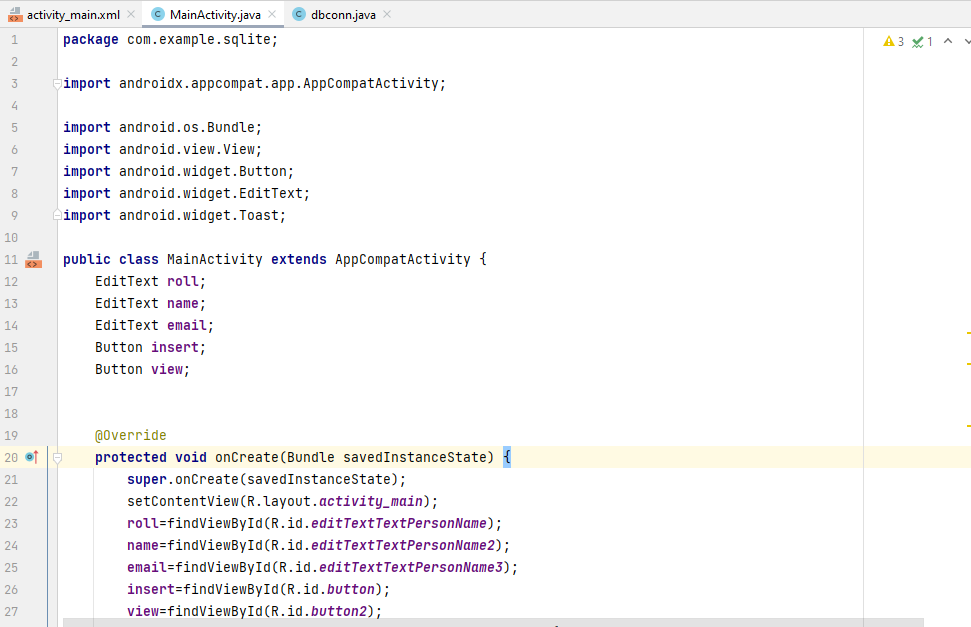 activity_main.xml MainActivity.java dbconn.java
3 1
1 package com.example.sqlite;
2
3 import androidx.appcompat.app.AppCompatActivity;
4
5 import android.os.Bundle;
6 import android.view.View;
7 import android.widget.Button;
8 import android.widget.EditText;
9 import android.widget.Toast;
10
11 public class MainActivity extends AppCompatActivity {
12 EditText roll;
13 EditText name;
14 EditText email;
15 Button insert;
16 Button view;
17
18
19 @Override
20 protected void onCreate(Bundle savedInstanceState) {
21 super.onCreate(savedInstanceState);
22 setContentView(R.layout.activity_main);
23 roll=findViewById(R.id.editTextTextPersonName);
24 name=findViewById(R.id.editTextTextPersonName2);
25 email=findViewById(R.id.editTextTextPersonName3);
26 insert=findViewById(R.id.button);
27 view=findViewById(R.id.button2);